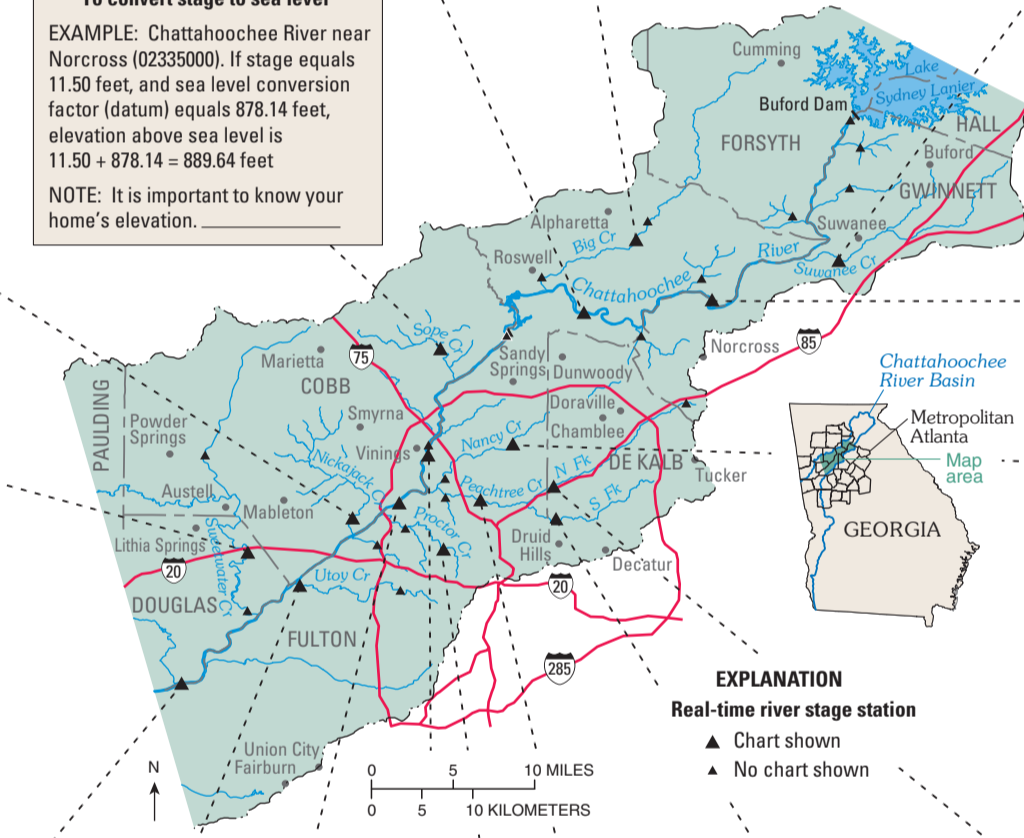 To convert stage to sea level
EXAMPLE: Chattahoochee River near
Norcross (02335000). If stage equals
11.50 feet, and sea level conversion
factor (datum) equals 878.14 feet,
elevation above sea level is
11.50 + 878.14 = 889.64 feet
NOTE: It is important to know your
home's elevation.
Cumming
Lake
Sydney Lanier
Buford Dam
HALL
FORSYTH
Buford
GWINNETT
Alpharetta
Suwanee
Big Cr
River
Roswell
Suwanee Cr
Chattahoochee
Sope Cr
Norcross
85
Marietta
75
Sandy
Springs
Dunwoody
COBB
PAULDING
Doraville
Smyrna
Powder
Springs
Chamblee
Nancy Cr
Vinings
Nickajack Cr
N Fk
DE KALB
Tucker
Peachtree Cr
S Fk
Austell
Mableton
Proctor Cr
Lithia Springs
Sweetwater Cr
Druid
Hills
Decatur
20
Utoy Cr
20
DOUGLAS
FULTON
285
Union City
Fairburn
Chattahoochee
River Basin
Metropolitan
Atlanta
Map
area
GEORGIA
EXPLANATION
Real-time river stage station
Chart shown
No chart shown
N
0 5 10 MILES
0 5 10 KILOMETERS